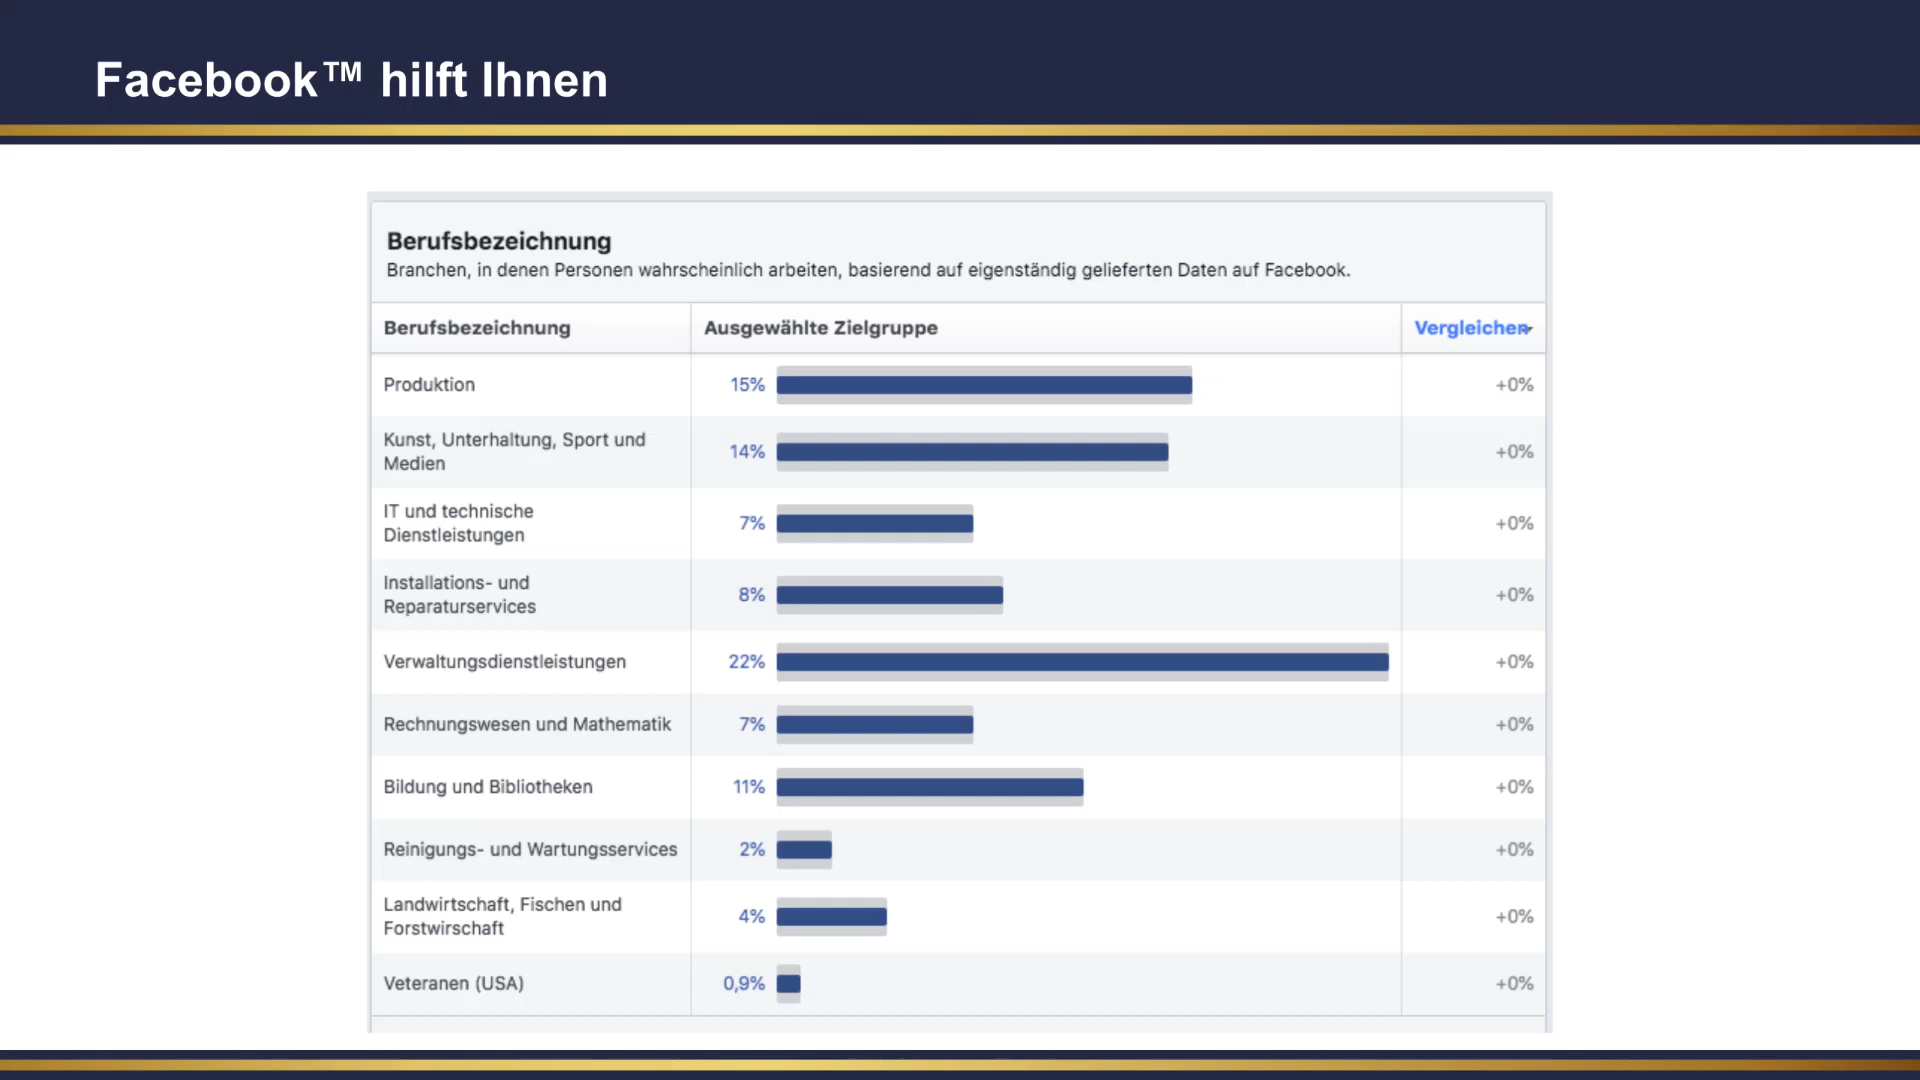 Facebook™ hilft Ihnen
Berufsbezeichnung
Branchen, in denen Personen wahrscheinlich arbeiten, basierend auf eigenständig gelieferten Daten auf Facebook.
Berufsbezeichnung Ausgewählte Zielgruppe Vergleichen
Produktion 15% +0%
Kunst, Unterhaltung, Sport und
Medien 14% +0%
IT und technische
Dienstleistungen 7% +0%
Installations- und
Reparaturservices 8% +0%
Verwaltungsdienstleistungen 22% +0%
Rechnungswesen und Mathematik 7% +0%
Bildung und Bibliotheken 11% +0%
Reinigungs- und Wartungsservices 2% +0%
Landwirtschaft, Fischen und
Forstwirschaft 4% +0%
Veteranen (USA) 0,9% +0%